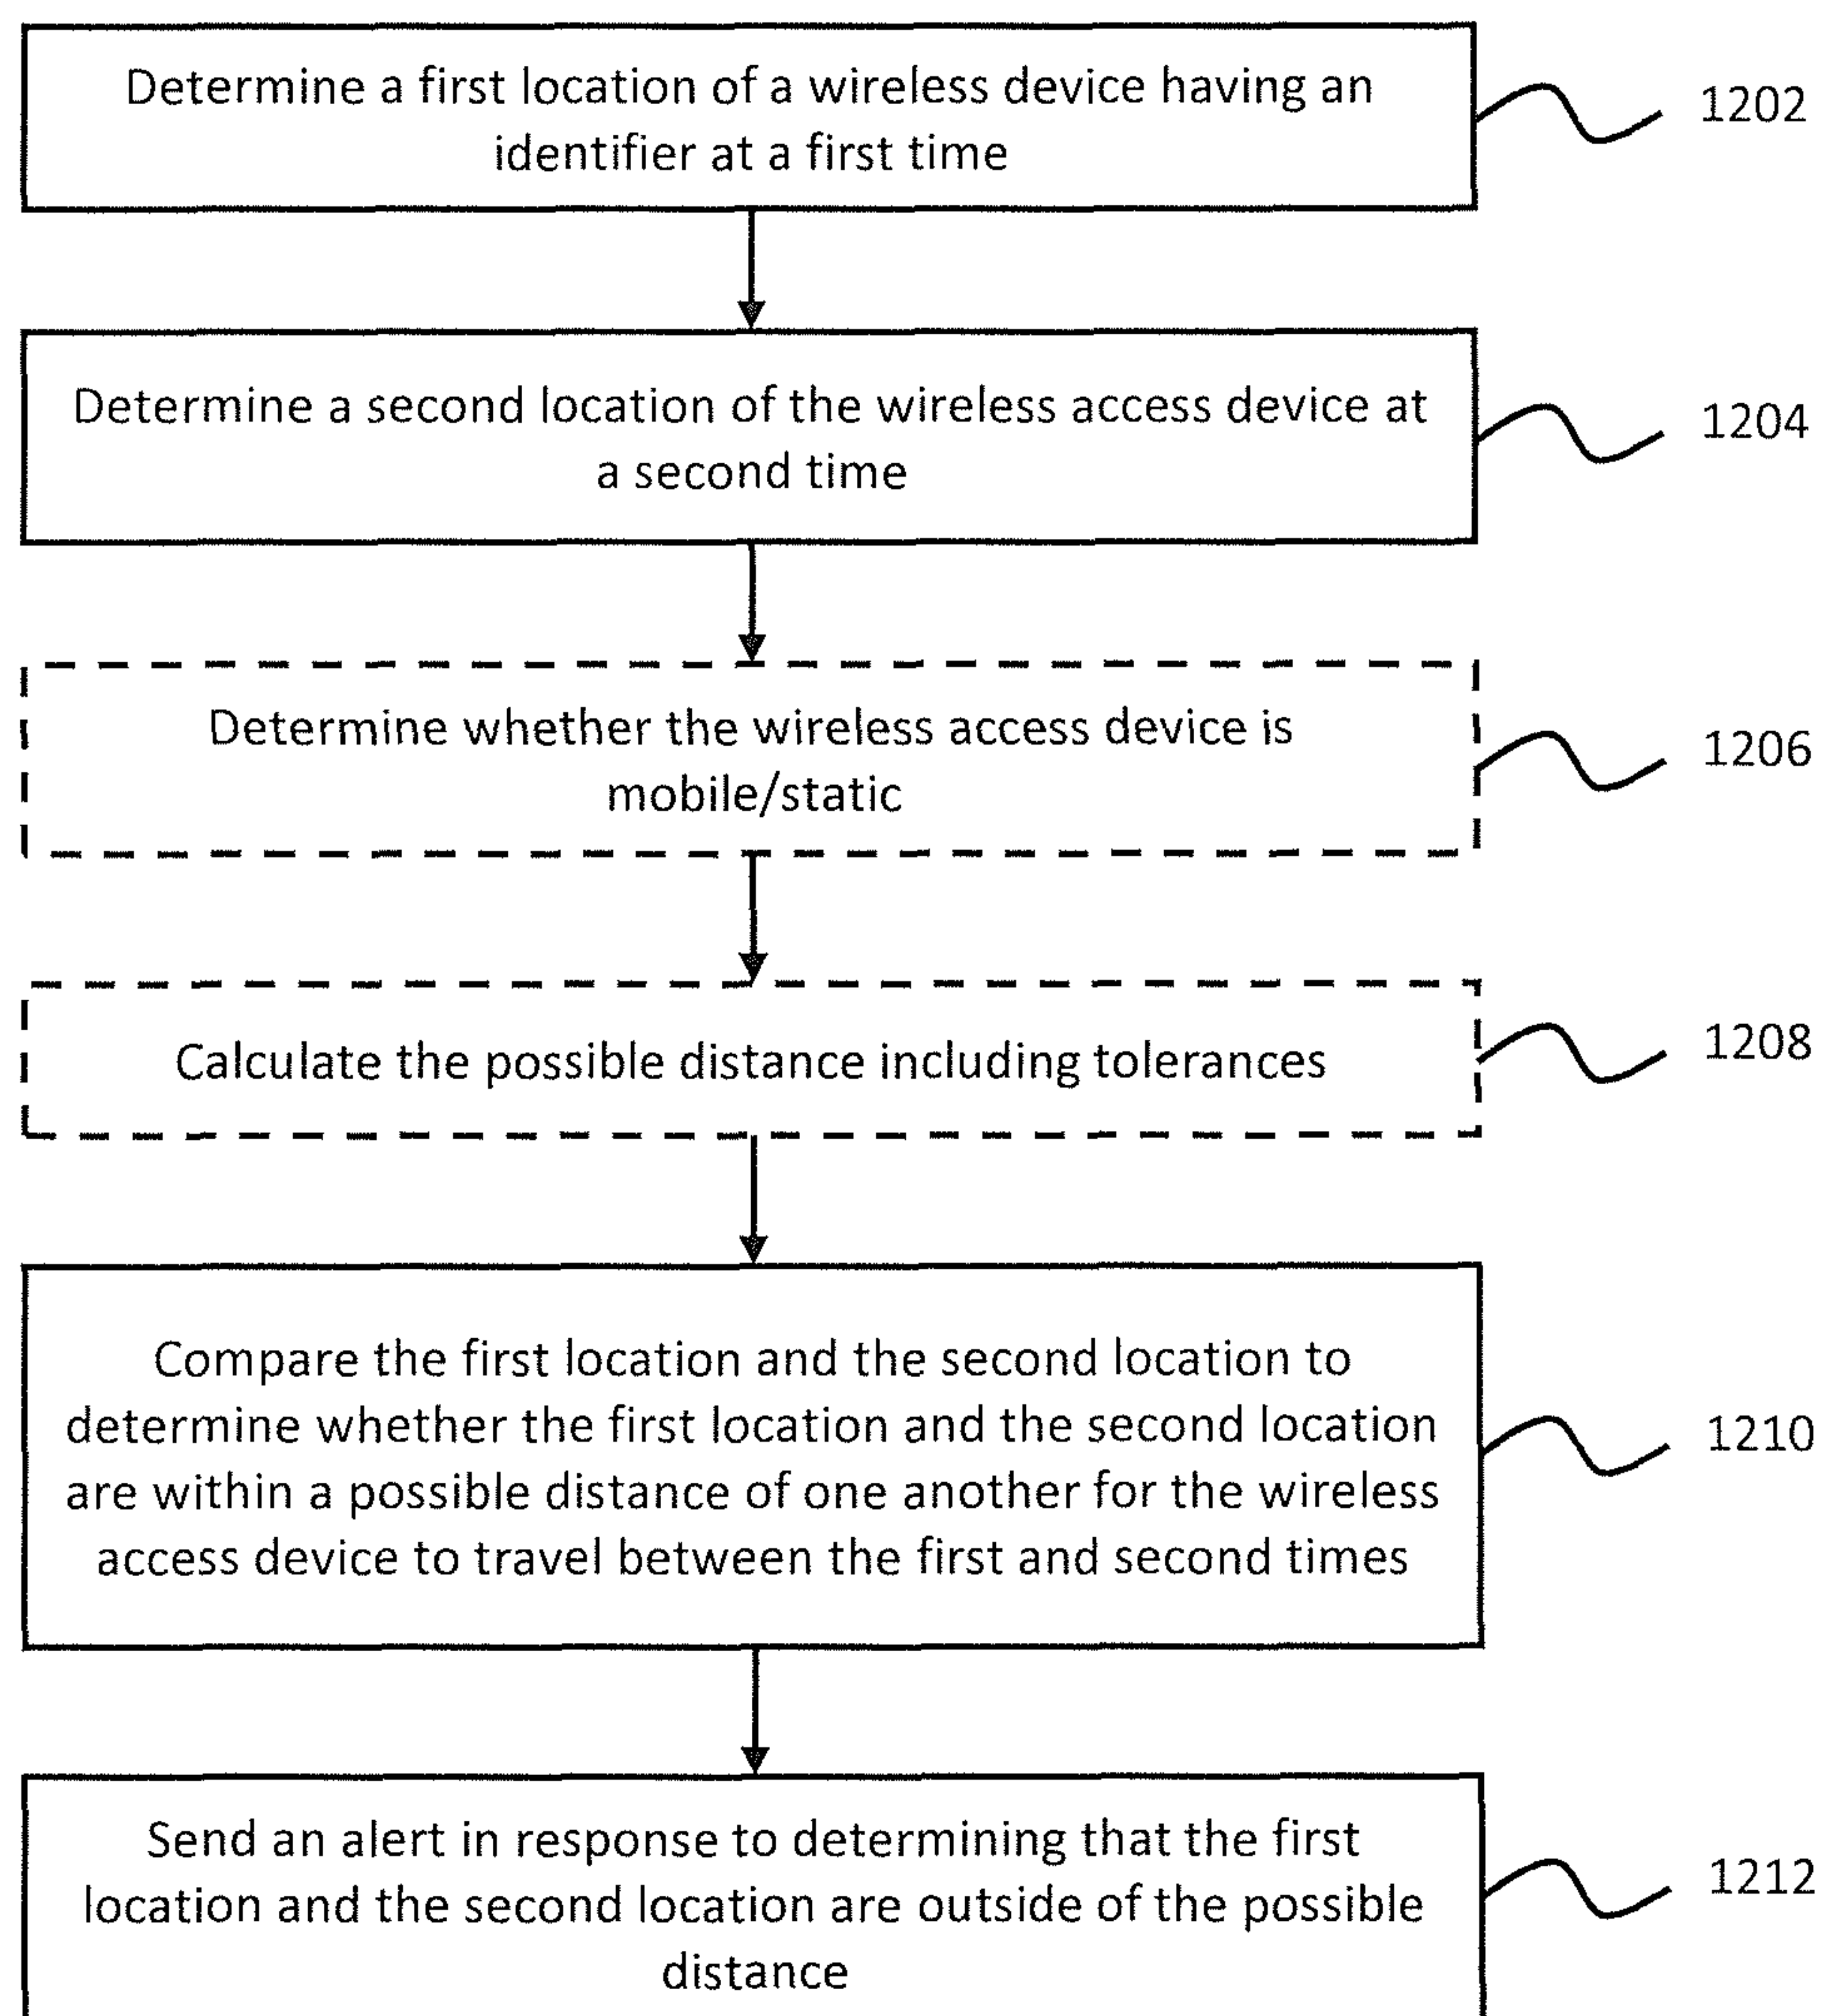 Determine a first location of a wireless device having an
identifier at a first time
1202
Determine a second location of the wireless access device at
a second time
1204
Determine whether the wireless access device is
mobile/static
1206
Calculate the possible distance including tolerances
1208
Compare the first location and the second location to
determine whether the first location and the second location
are within a possible distance of one another for the wireless
access device to travel between the first and second times
1210
Send an alert in response to determining that the first
location and the second location are outside of the possible
distance
1212